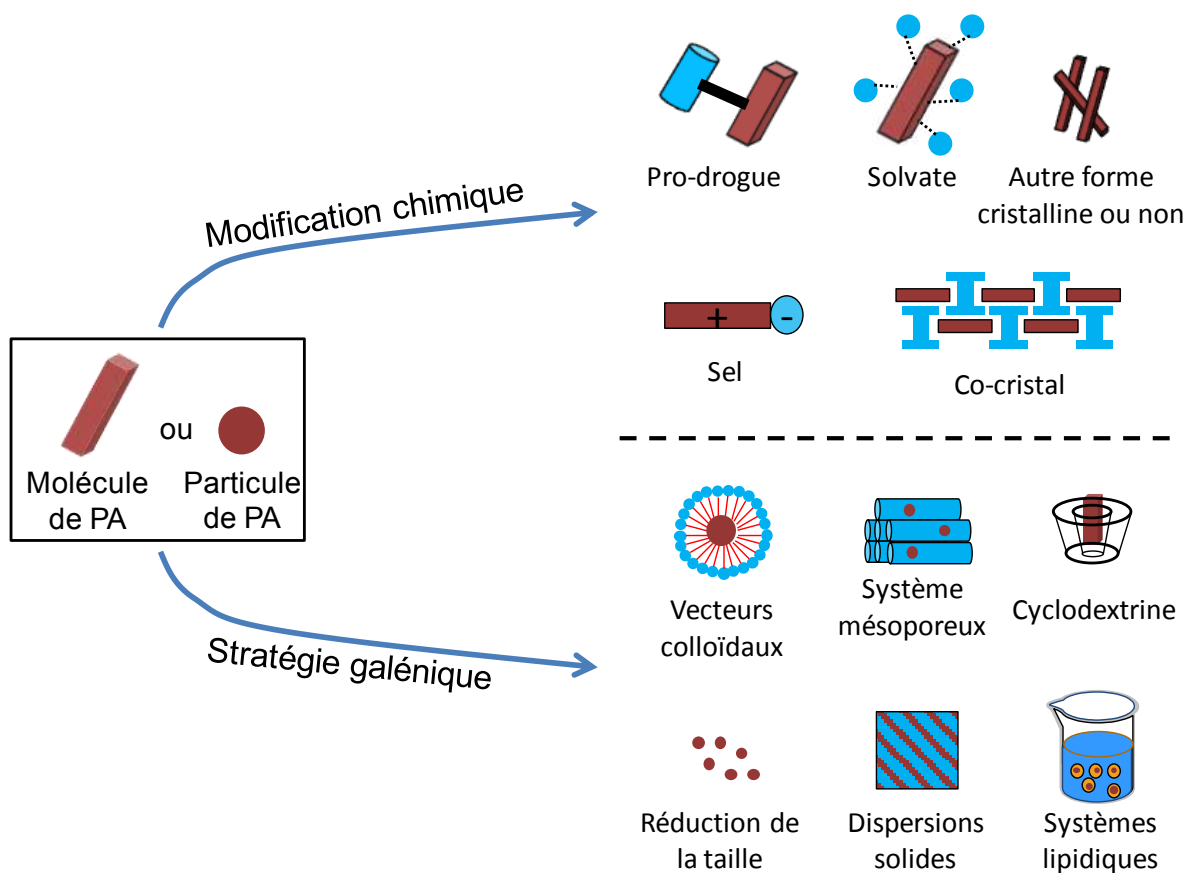 Pro-drogue
Solvate
Autre forme
cristalline ou non
Modification chimique
+
-
Sel
Co-cristal
ou
Molécule
de PA
Particule
de PA
Vecteurs
colloïdaux
Système
mésoporeux
Cyclodextrine
Stratégie galénique
Réduction de
la taille
Dispersions
solides
Systèmes
lipidiques